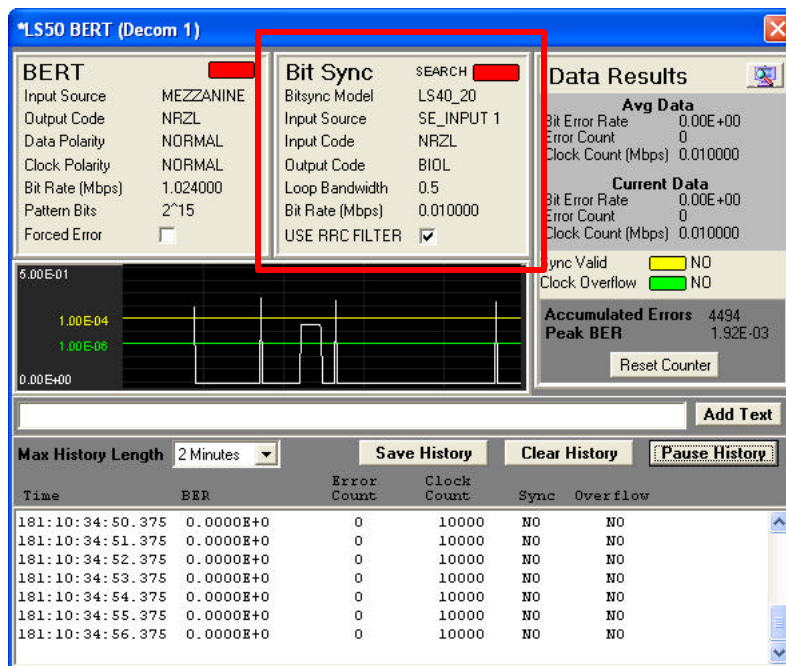 *LS50 BERT (Decom 1)
BERT
Input Source MEZZANINE
Output Code NRZL
Data Polarity NORMAL
Clock Polarity NORMAL
Bit Rate (Mbps) 1.024000
Pattern Bits 2^15
Forced Error
Bit Sync SEARCH
Bitsync Model LS40_20
Input Source SE_INPUT 1
Input Code NRZL
Output Code BIOL
Loop Bandwidth 0.5
Bit Rate (Mbps) 0.010000
USE RRC FILTER
Data Results
Avg Data
Bit Error Rate 0.00E+00
Error Count 0
Clock Count (Mbps) 0.010000
Current Data
Bit Error Rate 0.00E+00
Error Count 0
Clock Count (Mbps) 0.010000
Sync Valid NO
Clock Overflow NO
Accumulated Errors 4494
Peak BER 1.92E-03
Reset Counter
5.00E-01
1.00E-04
1.00E-06
0.00E+00
Add Text
Max History Length 2 Minutes Save History Clear History Pause History
Time BER Error Count Clock Count Sync Overflow
181:10:34:50.375 0.0000E+0 0 10000 NO NO
181:10:34:51.375 0.0000E+0 0 10000 NO NO
181:10:34:52.375 0.0000E+0 0 10000 NO NO
181:10:34:53.375 0.0000E+0 0 10000 NO NO
181:10:34:54.375 0.0000E+0 0 10000 NO NO
181:10:34:55.375 0.0000E+0 0 10000 NO NO
181:10:34:56.375 0.0000E+0 0 10000 NO NO